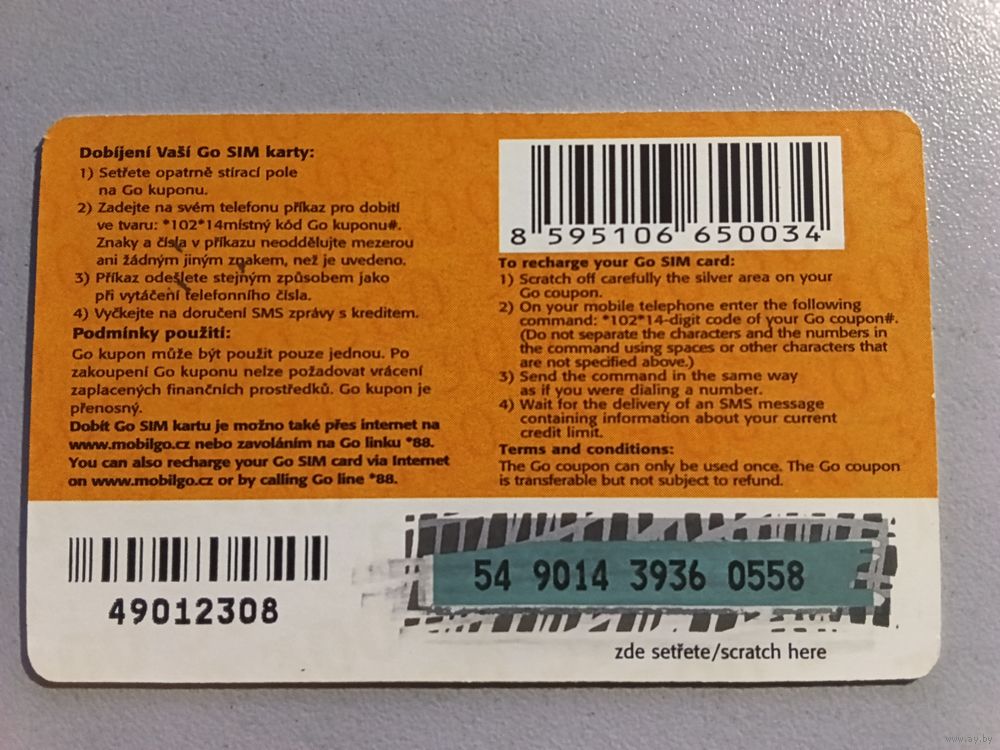 Dobíjení Vaší Go SIM karty:
1) Setřete opatrně stírací pole
na Go kuponu.
2) Zadejte na svém telefonu příkaz pro dobití
ve tvaru: *102*14místný kód Go kuponu#.
Znaky a čísla v příkazu neoddělujte mezerou
ani žádným jiným znakem, než je uvedeno.
3) Příkaz odešlete stejným způsobem jako
při vytáčení telefonního čísla.
4) Vyčkejte na doručení SMS zprávy s kreditem.
Podmínky použití:
Go kupon může být použit pouze jednou. Po
zakoupení Go kuponu nelze požadovat vrácení
zaplacených finančních prostředků. Go kupon je
přenosný.
Dobít Go SIM kartu je možno také přes internet na
www.mobilgo.cz nebo zavoláním na Go linku *88.
You can also recharge your Go SIM card via Internet
on www.mobilgo.cz or by calling Go line *88.
8 595106 650034
To recharge your Go SIM card:
1) Scratch off carefully the silver area on your
Go coupon.
2) On your mobile telephone enter the following
command: *102*14-digit code of your Go coupon#.
(Do not separate the characters and the numbers in
the command using spaces or other characters that
are not specified above.)
3) Send the command in the same way
as if you were dialing a number.
4) Wait for the delivery of an SMS message
containing information about your current
credit limit.
Terms and conditions:
The Go coupon can only be used once. The Go coupon
is transferable but not subject to refund.
49012308
54 9014 3936 0558
zde setřete/scratch here
www.ay.by